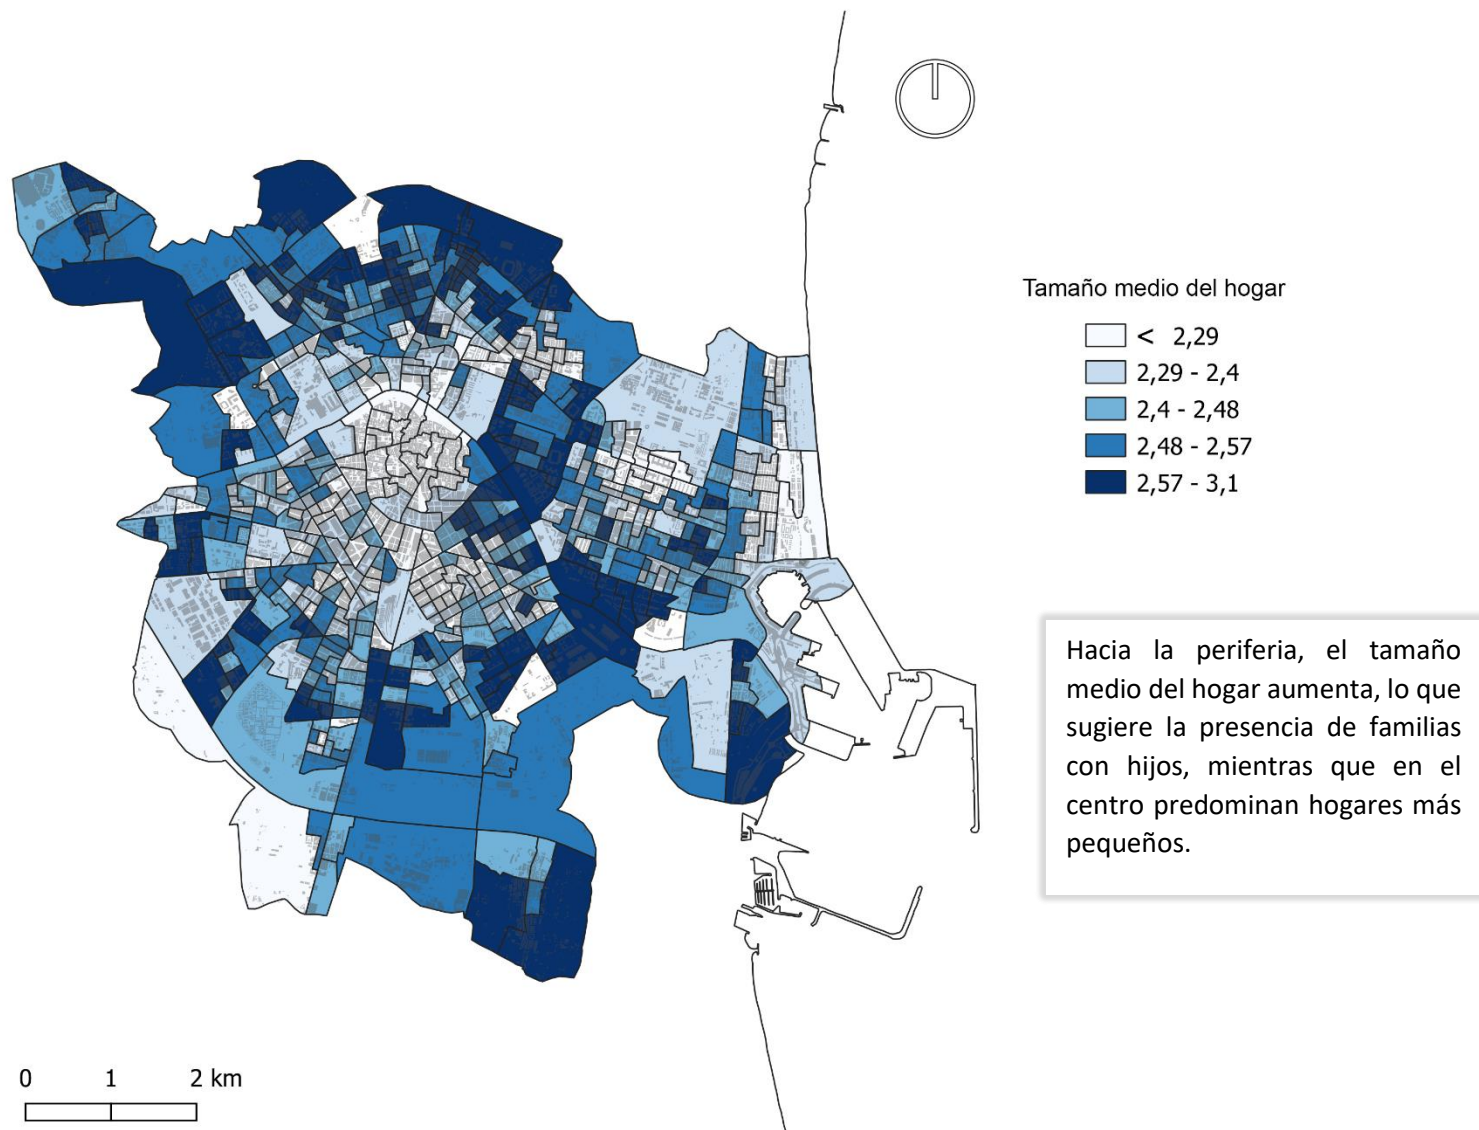 Tamaño medio del hogar
< 2,29
2,29 - 2,4
2,4 - 2,48
2,48 - 2,57
2,57 - 3,1
Hacia la periferia, el tamaño
medio del hogar aumenta, lo que
sugiere la presencia de familias
con hijos, mientras que en el
centro predominan hogares más
pequeños.
0 1 2 km